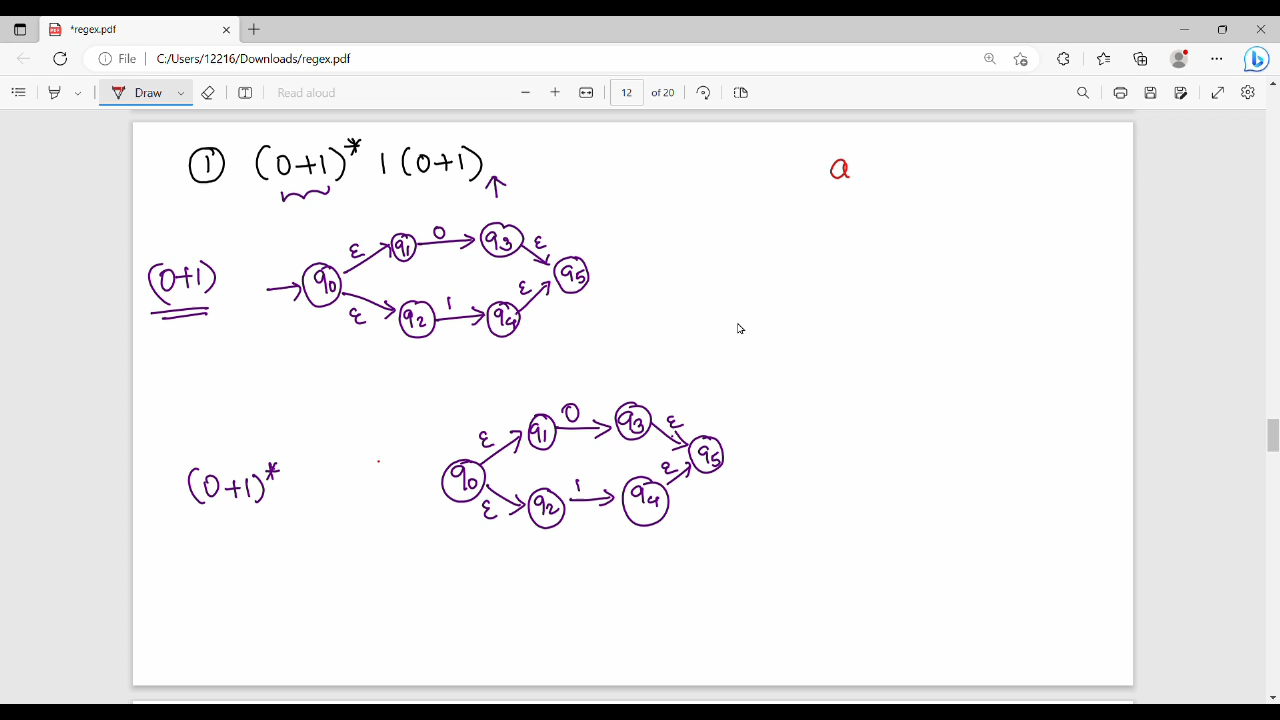 *regex.pdf
File C:/Users/12216/Downloads/regex.pdf
Draw Read aloud 12 of 20
① (0+1)* 1 (0+1) a
(0+1) q0 ε q1 0 q3 ε q5
ε q2 1 q4 ε
(0+1)* q0 ε q1 0 q3 ε q5
ε q2 1 q4 ε